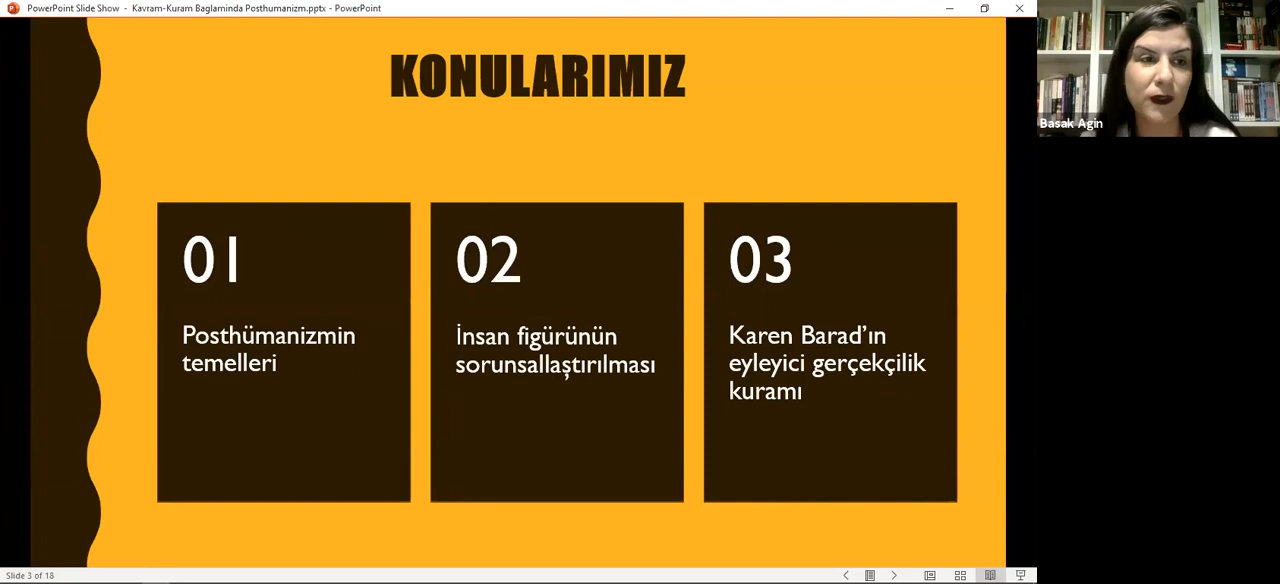 PowerPoint Slide Show - Kavram-Kuram Baglaminda Posthumanizm.pptx - PowerPoint
KONULARIMIZ
01
Posthümanizmin
temelleri
02
İnsan figürünün
sorunsallaştırılması
03
Karen Barad’ın
eyleyici gerçekçilik
kuramı
Basak Agin
Slide 3 of 18